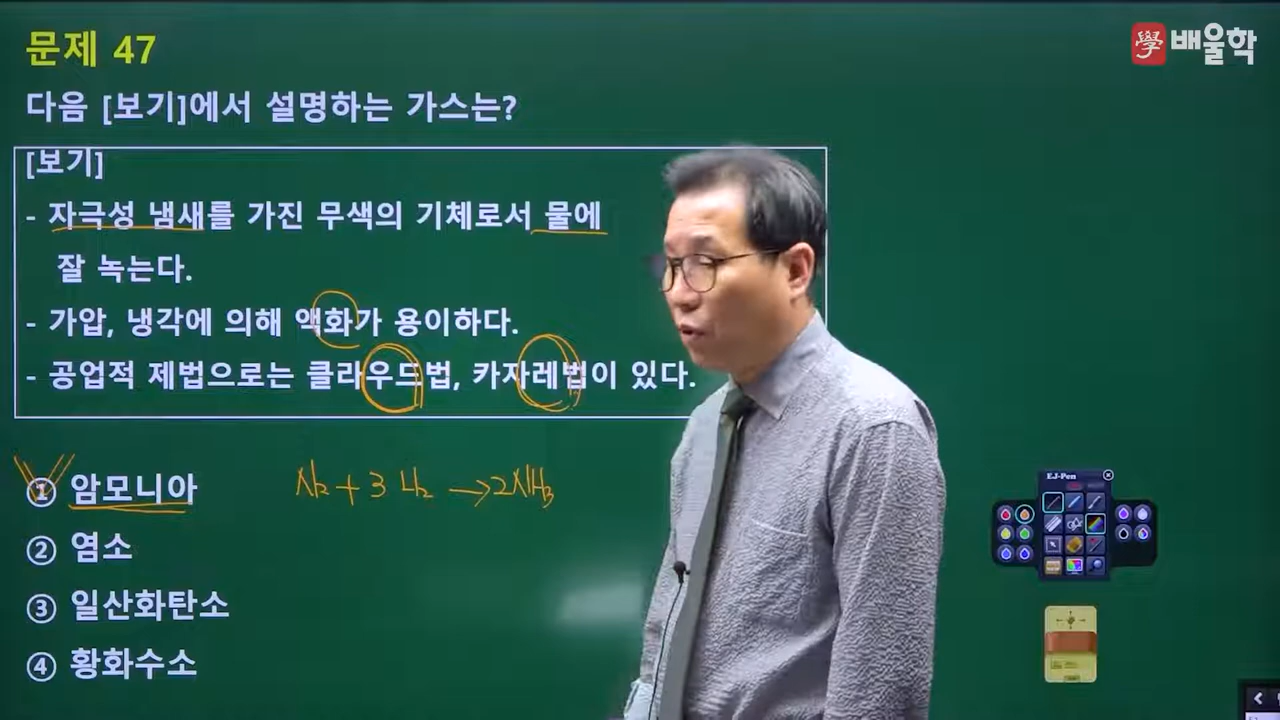 문제 47
學 배울학
다음 [보기]에서 설명하는 가스는?
[보기]
- 자극성 냄새를 가진 무색의 기체로서 물에
잘 녹는다.
- 가압, 냉각에 의해 액화가 용이하다.
- 공업적 제법으로는 클라우드법, 카자레법이 있다.
① 암모니아
N₂ + 3 H₂ → 2NH₃
② 염소
③ 일산화탄소
④ 황화수소
EJ-Pen